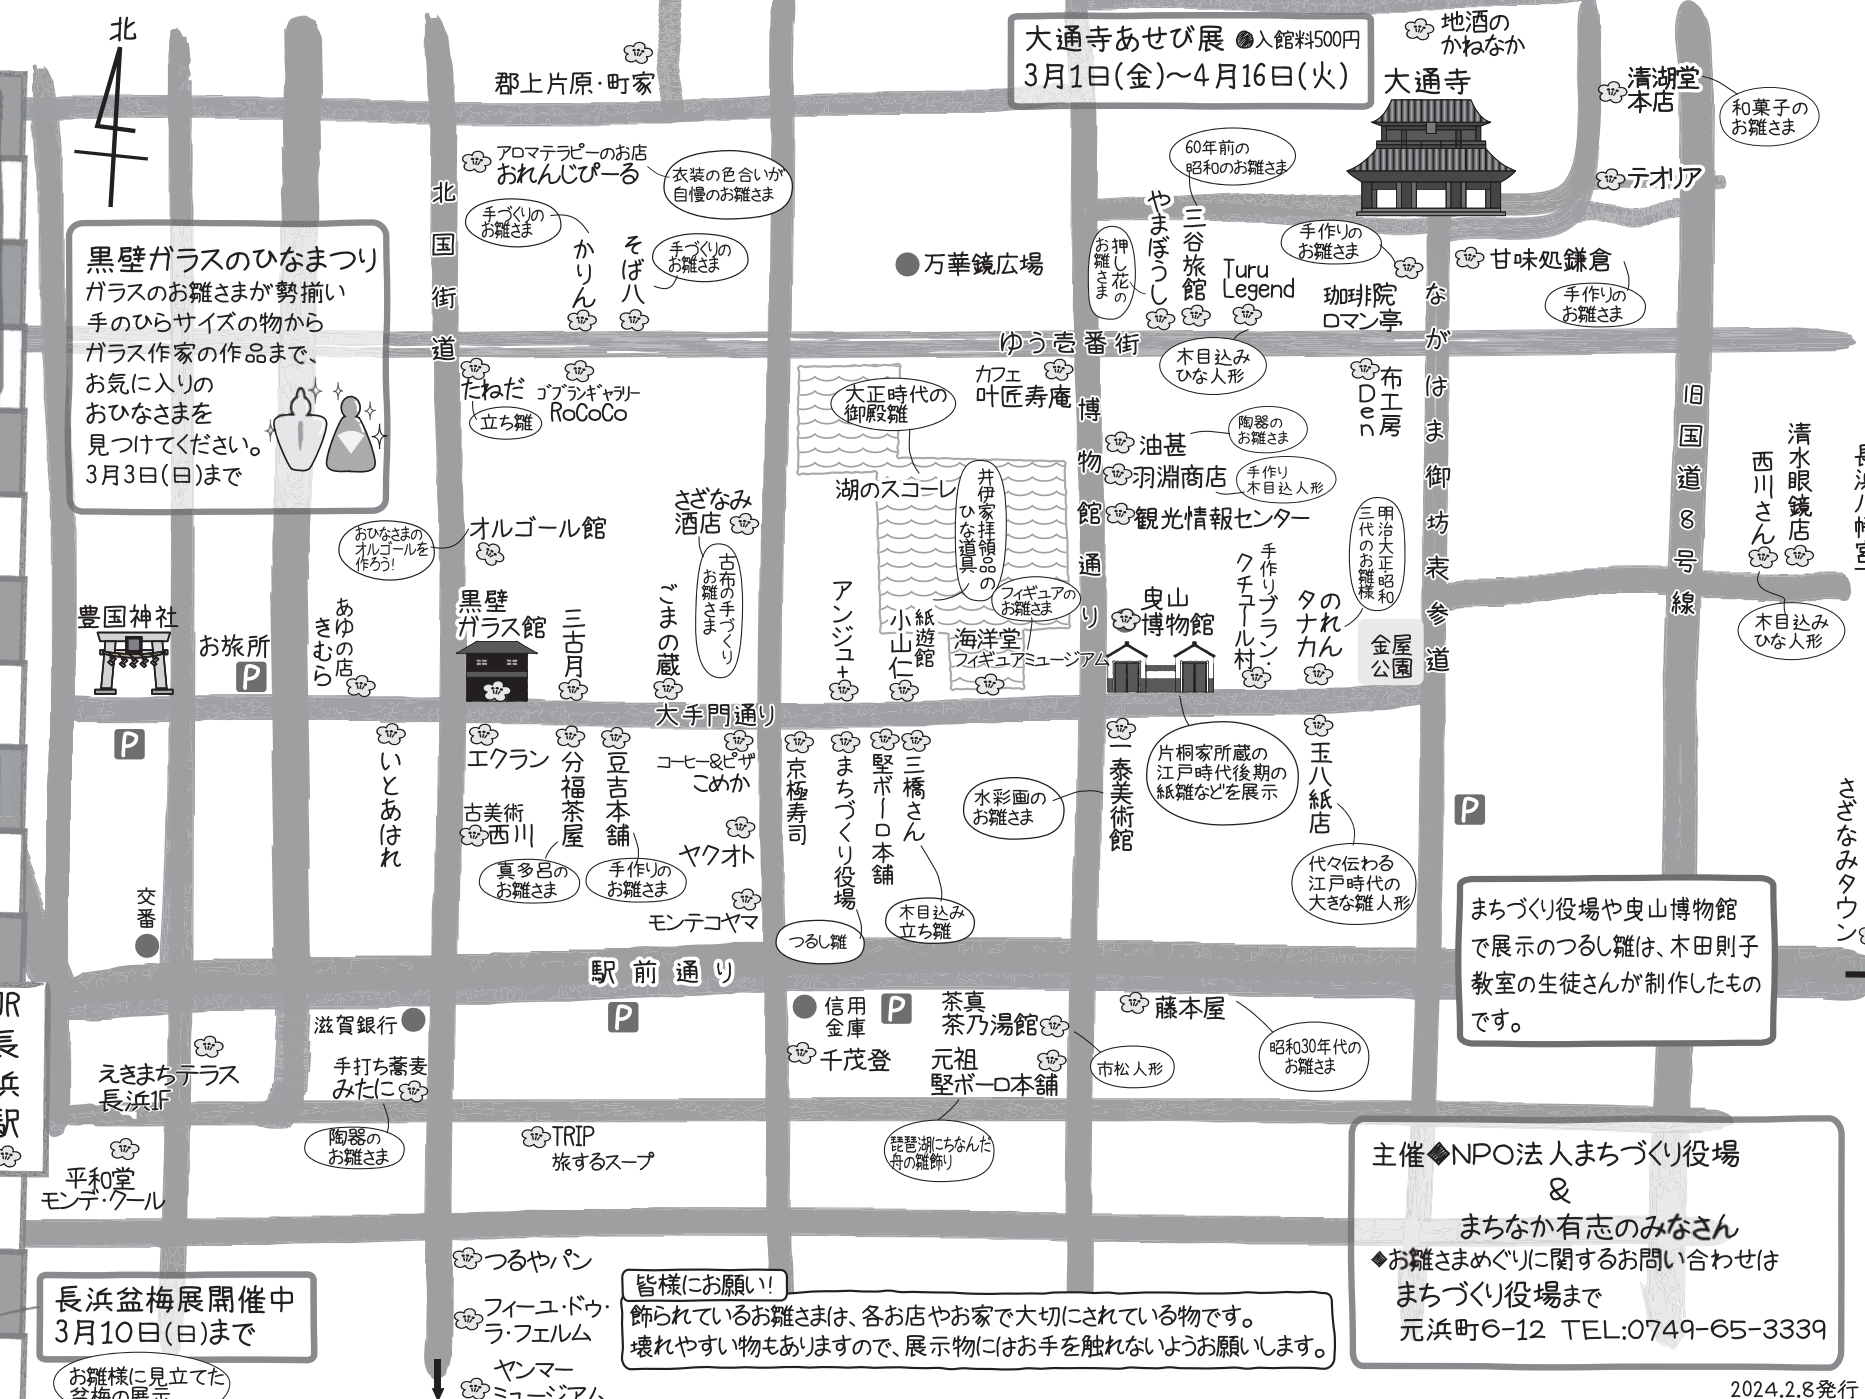 北
郡上片原・町家
大通寺あせび展 ●入館料500円
3月1日(金)～4月16日(火)
地酒の
かねなか
大通寺
清湖堂
本店
和菓子の
お雛さま
テオリア
アロマテラピーのお店
おれんじぴーる
衣装の色合いが
自慢のお雛さま
手づくりの
お雛さま
かりん
そば八
手づくりの
お雛さま
北国街道
万華鏡広場
60年前の
昭和のお雛さま
やまぼうし
三谷旅館
押し花の
お雛さま
Turu
Legend
手作りの
お雛さま
珈琲院
ロマン亭
甘味処鎌倉
手作りの
お雛さま
黒壁ガラスのひなまつり
ガラスのお雛さまが勢揃い
手のひらサイズの物から
ガラス作家の作品まで、
お気に入りの
おひなさまを
見つけてください。
3月3日(日)まで
ゆう壱番街
木目込み
ひな人形
たねだ
立ち雛
ゴブランギャラリー
RoCoCo
カフェ
叶匠寿庵
布工房
Den
大正時代の
御殿雛
湖のスコーレ
井伊家拝領品の
ひな道具
博物館通り
ながはま御坊表参道
旧国道8号線
油甚
陶器の
お雛さま
羽淵商店
手作り
木目込人形
観光情報センター
明治大正昭和
三代のお雛様
清水眼鏡店
西川さん
木目込み
ひな人形
おひなさまの
オルゴールを
作ろう!
オルゴール館
さざなみ
酒店
古布の手づくり
お雛さま
豊国神社
お旅所
P
あゆの店
きむら
黒壁
ガラス館
三古月
ごまの蔵
アンジュ+
紙遊館
小山仁
フィギュアの
お雛さま
海洋堂
フィギュアミュージアム
曳山
博物館
手作りプラン・
クチュール村
のれん
タナカ
金屋
公園
大手門通り
P
いとあはれ
エクラン
古美術
西川
分福茶屋
真多呂の
お雛さま
豆吉本舗
手作りの
お雛さま
コーヒー&ピザ
こめか
ヤクオト
モンテコヤマ
京極寿司
まちづくり役場
つるし雛
堅ボーロ本舗
三橋さん
木目込み
立ち雛
水彩画の
お雛さま
一泰美術館
片桐家所蔵の
江戸時代後期の
紙雛などを展示
玉八紙店
代々伝わる
江戸時代の
大きな雛人形
P
さざなみタウン
まちづくり役場や曳山博物館
で展示のつるし雛は、木田則子
教室の生徒さんが制作したもの
です。
交番
駅前通り
JR長浜駅
滋賀銀行
P
信用
金庫
P
茶真
茶乃湯館
市松人形
藤本屋
昭和30年代の
お雛さま
えきまちテラス
長浜1F
手打ち蕎麦
みたに
陶器の
お雛さま
千茂登
元祖
堅ボーロ本舗
琵琶湖にちなんだ
舟の雛飾り
平和堂
モンデ・クール
TRIP
旅するスープ
主催◆NPO法人まちづくり役場
&
まちなか有志のみなさん
◆お雛さまめぐりに関するお問い合わせは
まちづくり役場まで
元浜町6-12 TEL:0749-65-3339
つるやパン
フィーユ・ドゥ・
ラ・フェルム
ヤンマー
ミュージアム
皆様にお願い!
飾られているお雛さまは、各お店やお家で大切にされている物です。
壊れやすい物もありますので、展示物にはお手を触れないようお願いします。
長浜盆梅展開催中
3月10日(日)まで
お雛様に見立てた
盆梅の展示
2024.2.8発行